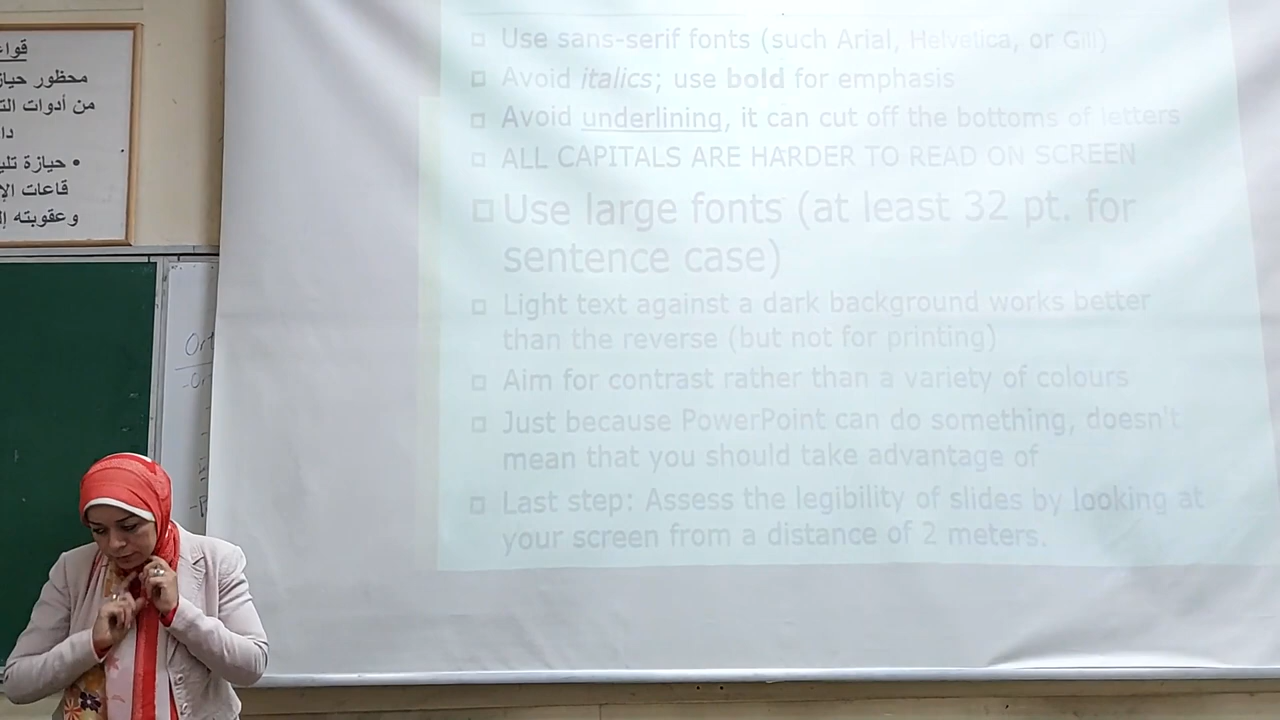 قواعـ
محظور حياز
من أدوات الت
دا
• حيازة تلي
قاعات الإ
وعقوبته إل
Use sans-serif fonts (such Arial, Helvetica, or Gill)
Avoid italics; use bold for emphasis
Avoid underlining, it can cut off the bottoms of letters
ALL CAPITALS ARE HARDER TO READ ON SCREEN
Use large fonts (at least 32 pt. for
sentence case)
Light text against a dark background works better
than the reverse (but not for printing)
Aim for contrast rather than a variety of colours
Just because PowerPoint can do something, doesn't
mean that you should take advantage of
Last step: Assess the legibility of slides by looking at
your screen from a distance of 2 meters.